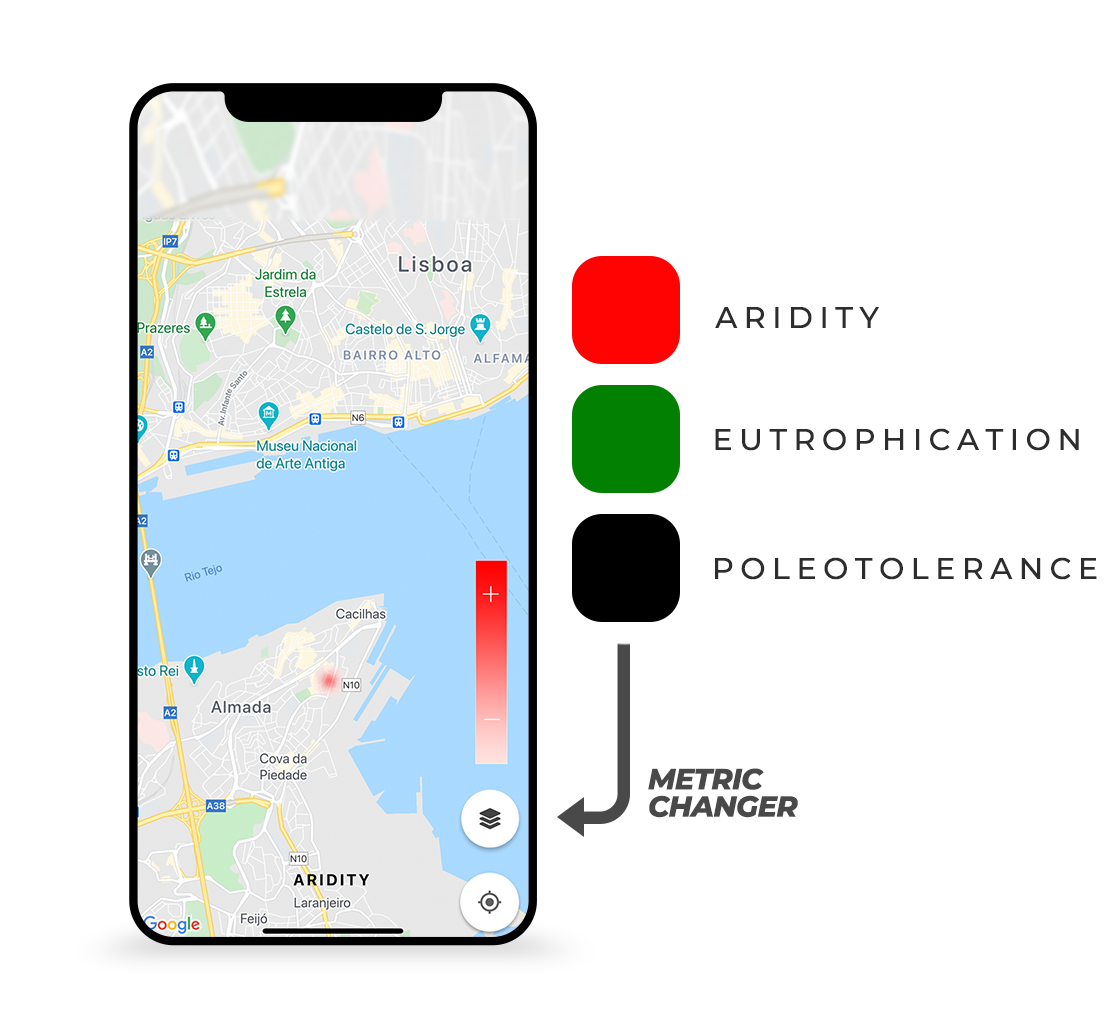 IP7
Lisboa
Jardim da
Estrela
Prazeres
Castelo de S. Jorge
A2
BAIRRO ALTO
ALFAMA
Av. Infante Santo
N6
Museu Nacional
de Arte Antiga
A2
Rio Tejo
+
Cacilhas
sto Rei
N10
Almada
A2
−
Cova da
Piedade
A38
N10
ARIDITY
Laranjeiro
Feijó
Google
ARIDITY
EUTROPHICATION
POLEOTOLERANCE
METRIC
CHANGER